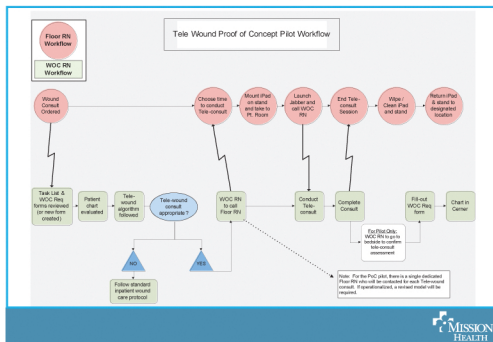 Floor RN
Workflow
WOC RN
Workflow
Tele Wound Proof of Concept Pilot Workflow
Wound
Consult
Ordered
Choose time
to conduct
Tele-consult
Mount iPad
on stand and
take to
Pt. Room
Launch
Jabber and
call WOC
RN
End Tele-
consult
Session
Wipe /
Clean iPad
and stand
Return iPad
& stand to
designated
location
Task List &
WOC Req
forms reviewed
(or new form
created)
Patient
chart
evaluated
Tele-
wound
algorithm
followed
Tele-wound
consult
appropriate?
WOC RN
to call
Floor RN
Conduct
Tele-
consult
Complete
Consult
Fill-out
WOC Req
form
Chart in
Cerner
For Pilot Only:
WOC RN to go to
bedside to confirm
tele-consult
assessment
NO
YES
Follow standard
inpatient wound
care protocol
Note: For the PoC pilot, there is a single dedicated
Floor RN who will be contacted for each Tele-wound
consult. If operationalized, a revised model will be
required.
MISSION
HEALTH